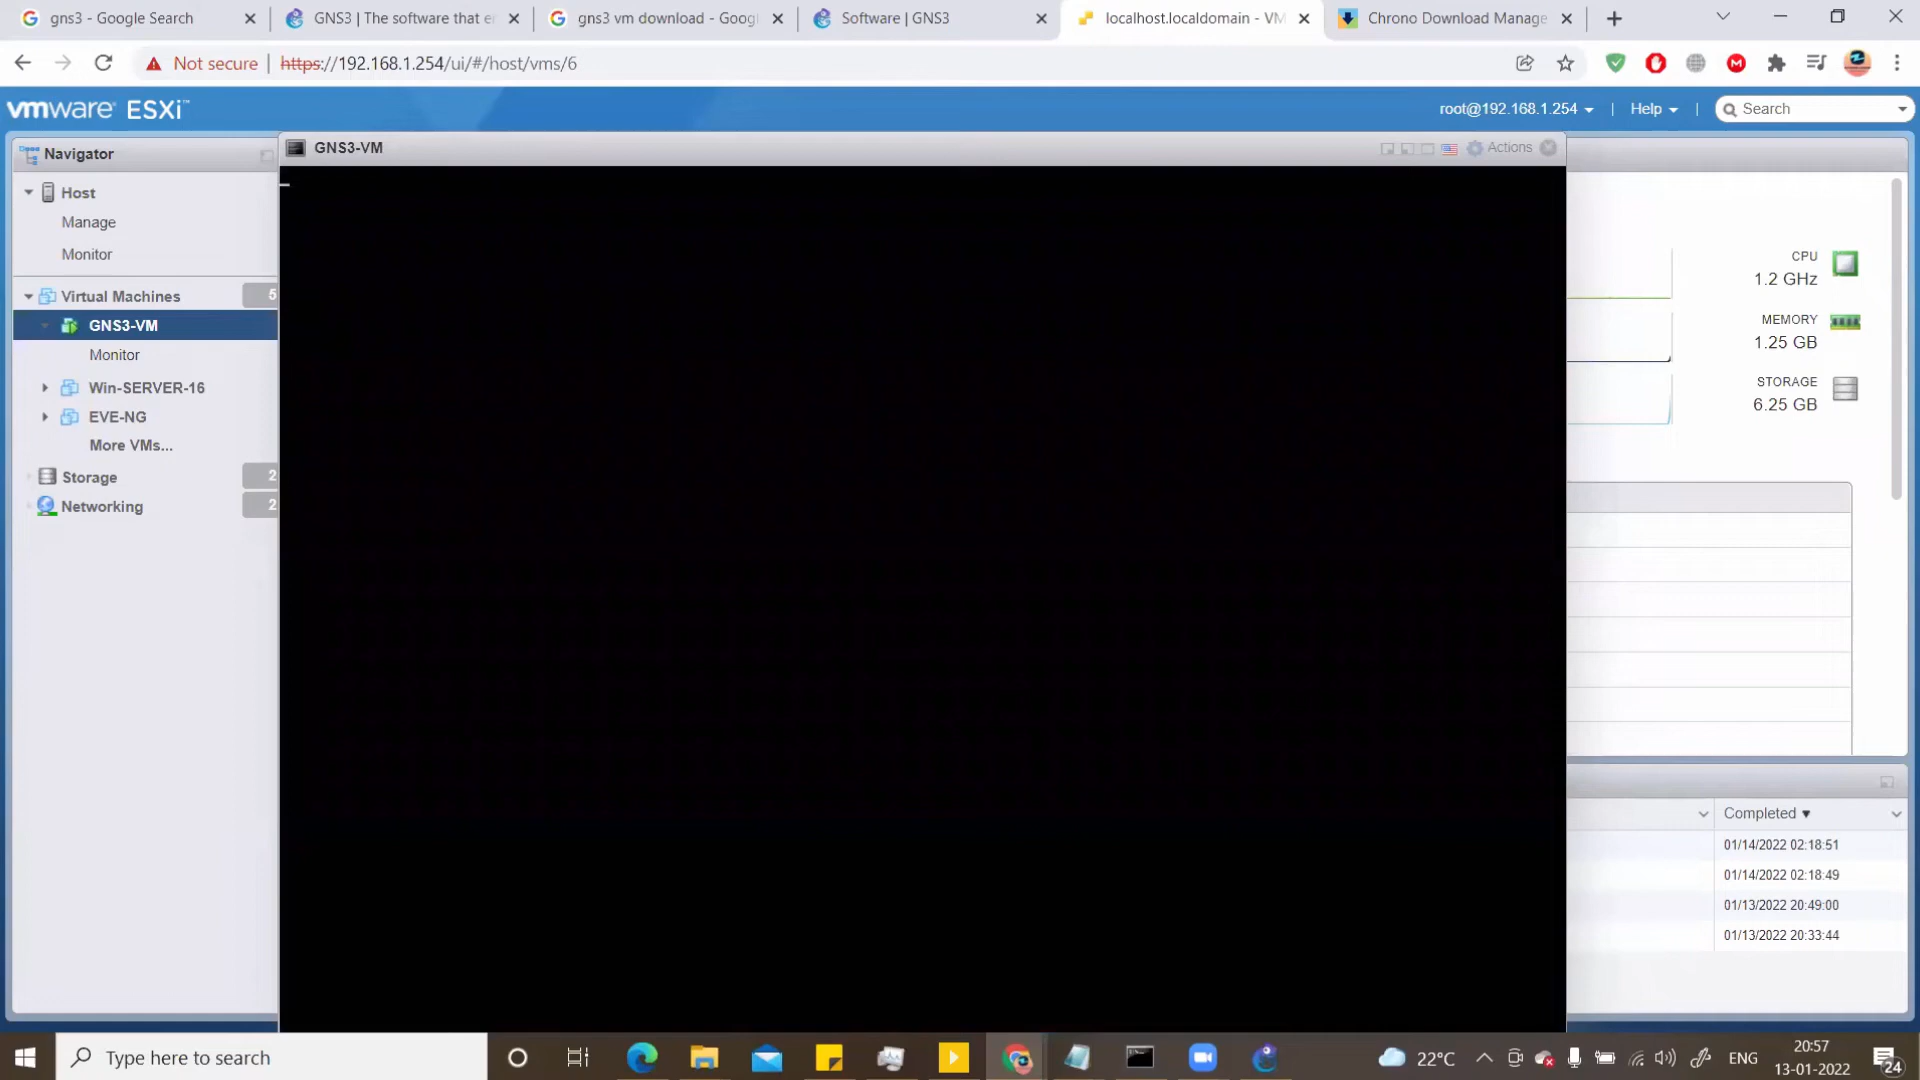 gns3 - Google Search
GNS3 | The software that e
gns3 vm download - Goog
Software | GNS3
localhost.localdomain - VM
Chrono Download Manage
Not secure
https://192.168.1.254/ui/#/host/vms/6
vmware® ESXi™
root@192.168.1.254
Help
Search
Navigator
Host
Manage
Monitor
Virtual Machines
5
GNS3-VM
Monitor
Win-SERVER-16
EVE-NG
More VMs...
Storage
2
Networking
2
GNS3-VM
Actions
CPU
1.2 GHz
MEMORY
1.25 GB
STORAGE
6.25 GB
Completed ▼
01/14/2022 02:18:51
01/14/2022 02:18:49
01/13/2022 20:49:00
01/13/2022 20:33:44
Type here to search
22°C
ENG
20:57
13-01-2022
24